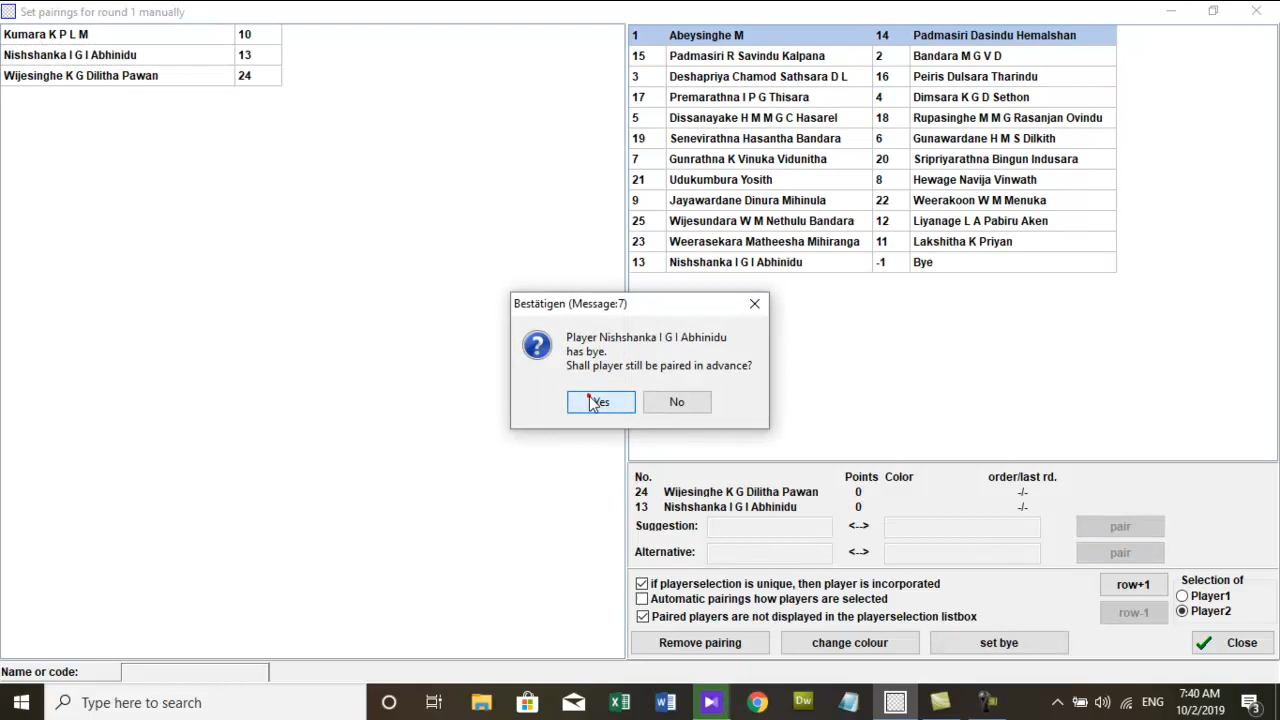 Set pairings for round 1 manually
Kumara K P L M 10
Nishshanka I G I Abhinidu 13
Wijesinghe K G Dilitha Pawan 24
1 Abeysinghe M 14 Padmasiri Dasindu Hemalshan
15 Padmasiri R Savindu Kalpana 2 Bandara M G V D
3 Deshapriya Chamod Sathsara D L 16 Peiris Dulsara Tharindu
17 Premarathna I P G Thisara 4 Dimsara K G D Sethon
5 Dissanayake H M M G C Hasarel 18 Rupasinghe M M G Rasanjan Ovindu
19 Senevirathna Hasantha Bandara 6 Gunawardane H M S Dilkith
7 Gunrathna K Vinuka Vidunitha 20 Sripriyarathna Bingun Indusara
21 Udukumbura Yosith 8 Hewage Navija Vinwath
9 Jayawardane Dinura Mihinula 22 Weerakoon W M Menuka
25 Wijesundara W M Nethulu Bandara 12 Liyanage L A Pabiru Aken
23 Weerasekara Matheesha Mihiranga 11 Lakshitha K Priyan
13 Nishshanka I G I Abhinidu -1 Bye
Bestätigen (Message:7)
Player Nishshanka I G I Abhinidu
has bye.
Shall player still be paired in advance?
Yes No
No. Points Color order/last rd.
24 Wijesinghe K G Dilitha Pawan 0 -/-
13 Nishshanka I G I Abhinidu 0 -/-
Suggestion: <--> pair
Alternative: <--> pair
if playerselection is unique, then player is incorporated
Automatic pairings how players are selected
Paired players are not displayed in the playerselection listbox
row+1
row-1
Selection of
Player1
Player2
Remove pairing change colour set bye Close
Name or code:
Type here to search
ENG
7:40 AM
10/2/2019
3